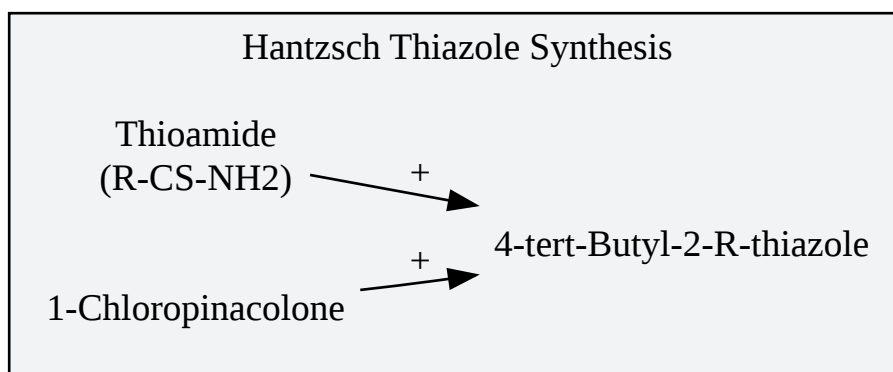 Hantzsch Thiazole Synthesis
Thioamide
(R-CS-NH2)
+
4-tert-Butyl-2-R-thiazole
+
1-Chloropinacolone